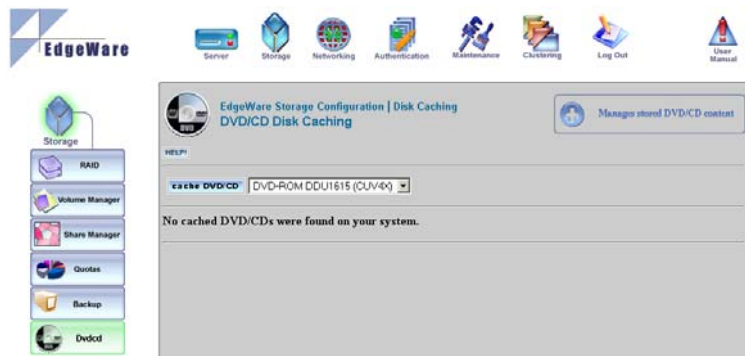 EdgeWare
Server
Storage
Networking
Authentication
Maintenance
Clustering
Log Out
User Manual
Storage
RAID
Volume Manager
Share Manager
Quotas
Backup
Dvdcd
DVD
EdgeWare Storage Configuration | Disk Caching
DVD/CD Disk Caching
Manage stored DVD/CD content
HELP!
cache DVD/CD
DVD-ROM DDU1615 (CUV4X)
No cached DVD/CDs were found on your system.